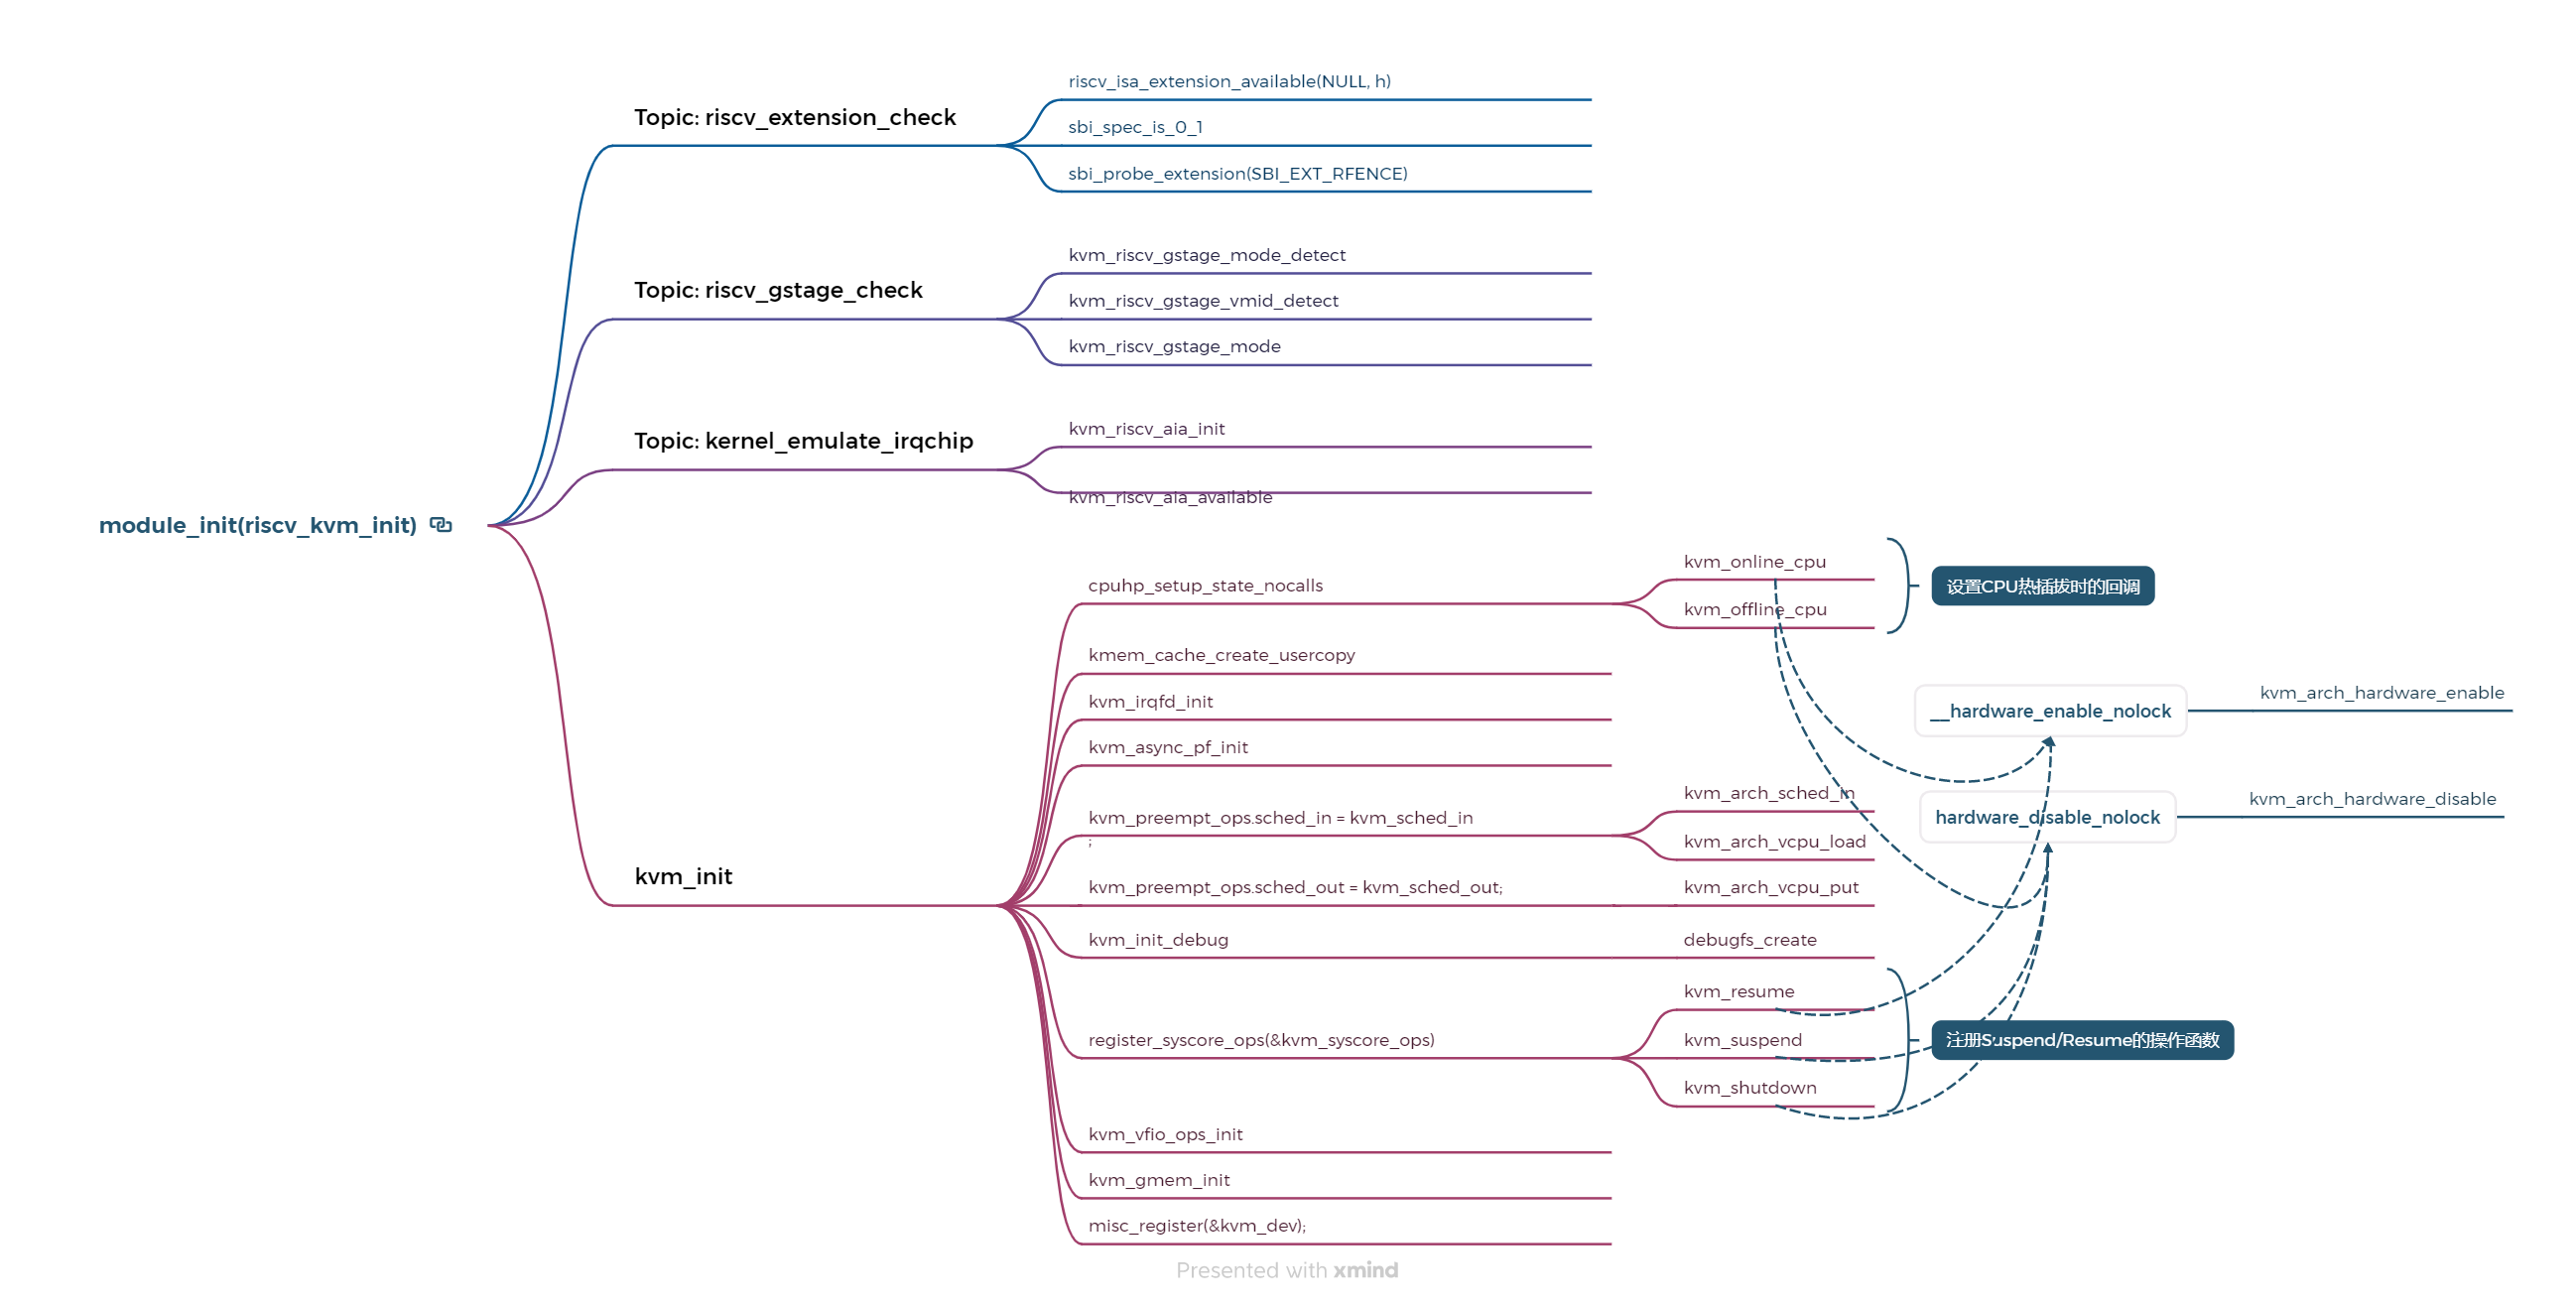 module_init(riscv_kvm_init)
Topic: riscv_extension_check
riscv_isa_extension_available(NULL, h)
sbi_spec_is_0_1
sbi_probe_extension(SBI_EXT_RFENCE)
Topic: riscv_gstage_check
kvm_riscv_gstage_mode_detect
kvm_riscv_gstage_vmid_detect
kvm_riscv_gstage_mode
Topic: kernel_emulate_irqchip
kvm_riscv_aia_init
kvm_riscv_aia_available
kvm_init
cpuhp_setup_state_nocalls
kvm_online_cpu
kvm_offline_cpu
设置CPU热插拔时的回调
kmem_cache_create_usercopy
kvm_irqfd_init
kvm_async_pf_init
__hardware_enable_nolock
kvm_arch_hardware_enable
hardware_disable_nolock
kvm_arch_hardware_disable
kvm_preempt_ops.sched_in = kvm_sched_in
;
kvm_arch_sched_in
kvm_arch_vcpu_load
kvm_preempt_ops.sched_out = kvm_sched_out;
kvm_arch_vcpu_put
kvm_init_debug
debugfs_create
register_syscore_ops(&kvm_syscore_ops)
kvm_resume
kvm_suspend
kvm_shutdown
注册Suspend/Resume的操作函数
kvm_vfio_ops_init
kvm_gmem_init
misc_register(&kvm_dev);
Presented with xmind